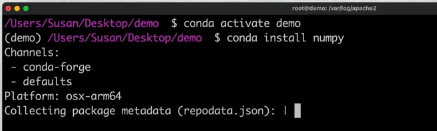 root@demo: /var/log/apache2
/Users/Susan/Desktop/demo $ conda activate demo
(demo) /Users/Susan/Desktop/demo $ conda install numpy
Channels:
- conda-forge
- defaults
Platform: osx-arm64
Collecting package metadata (repodata.json): |